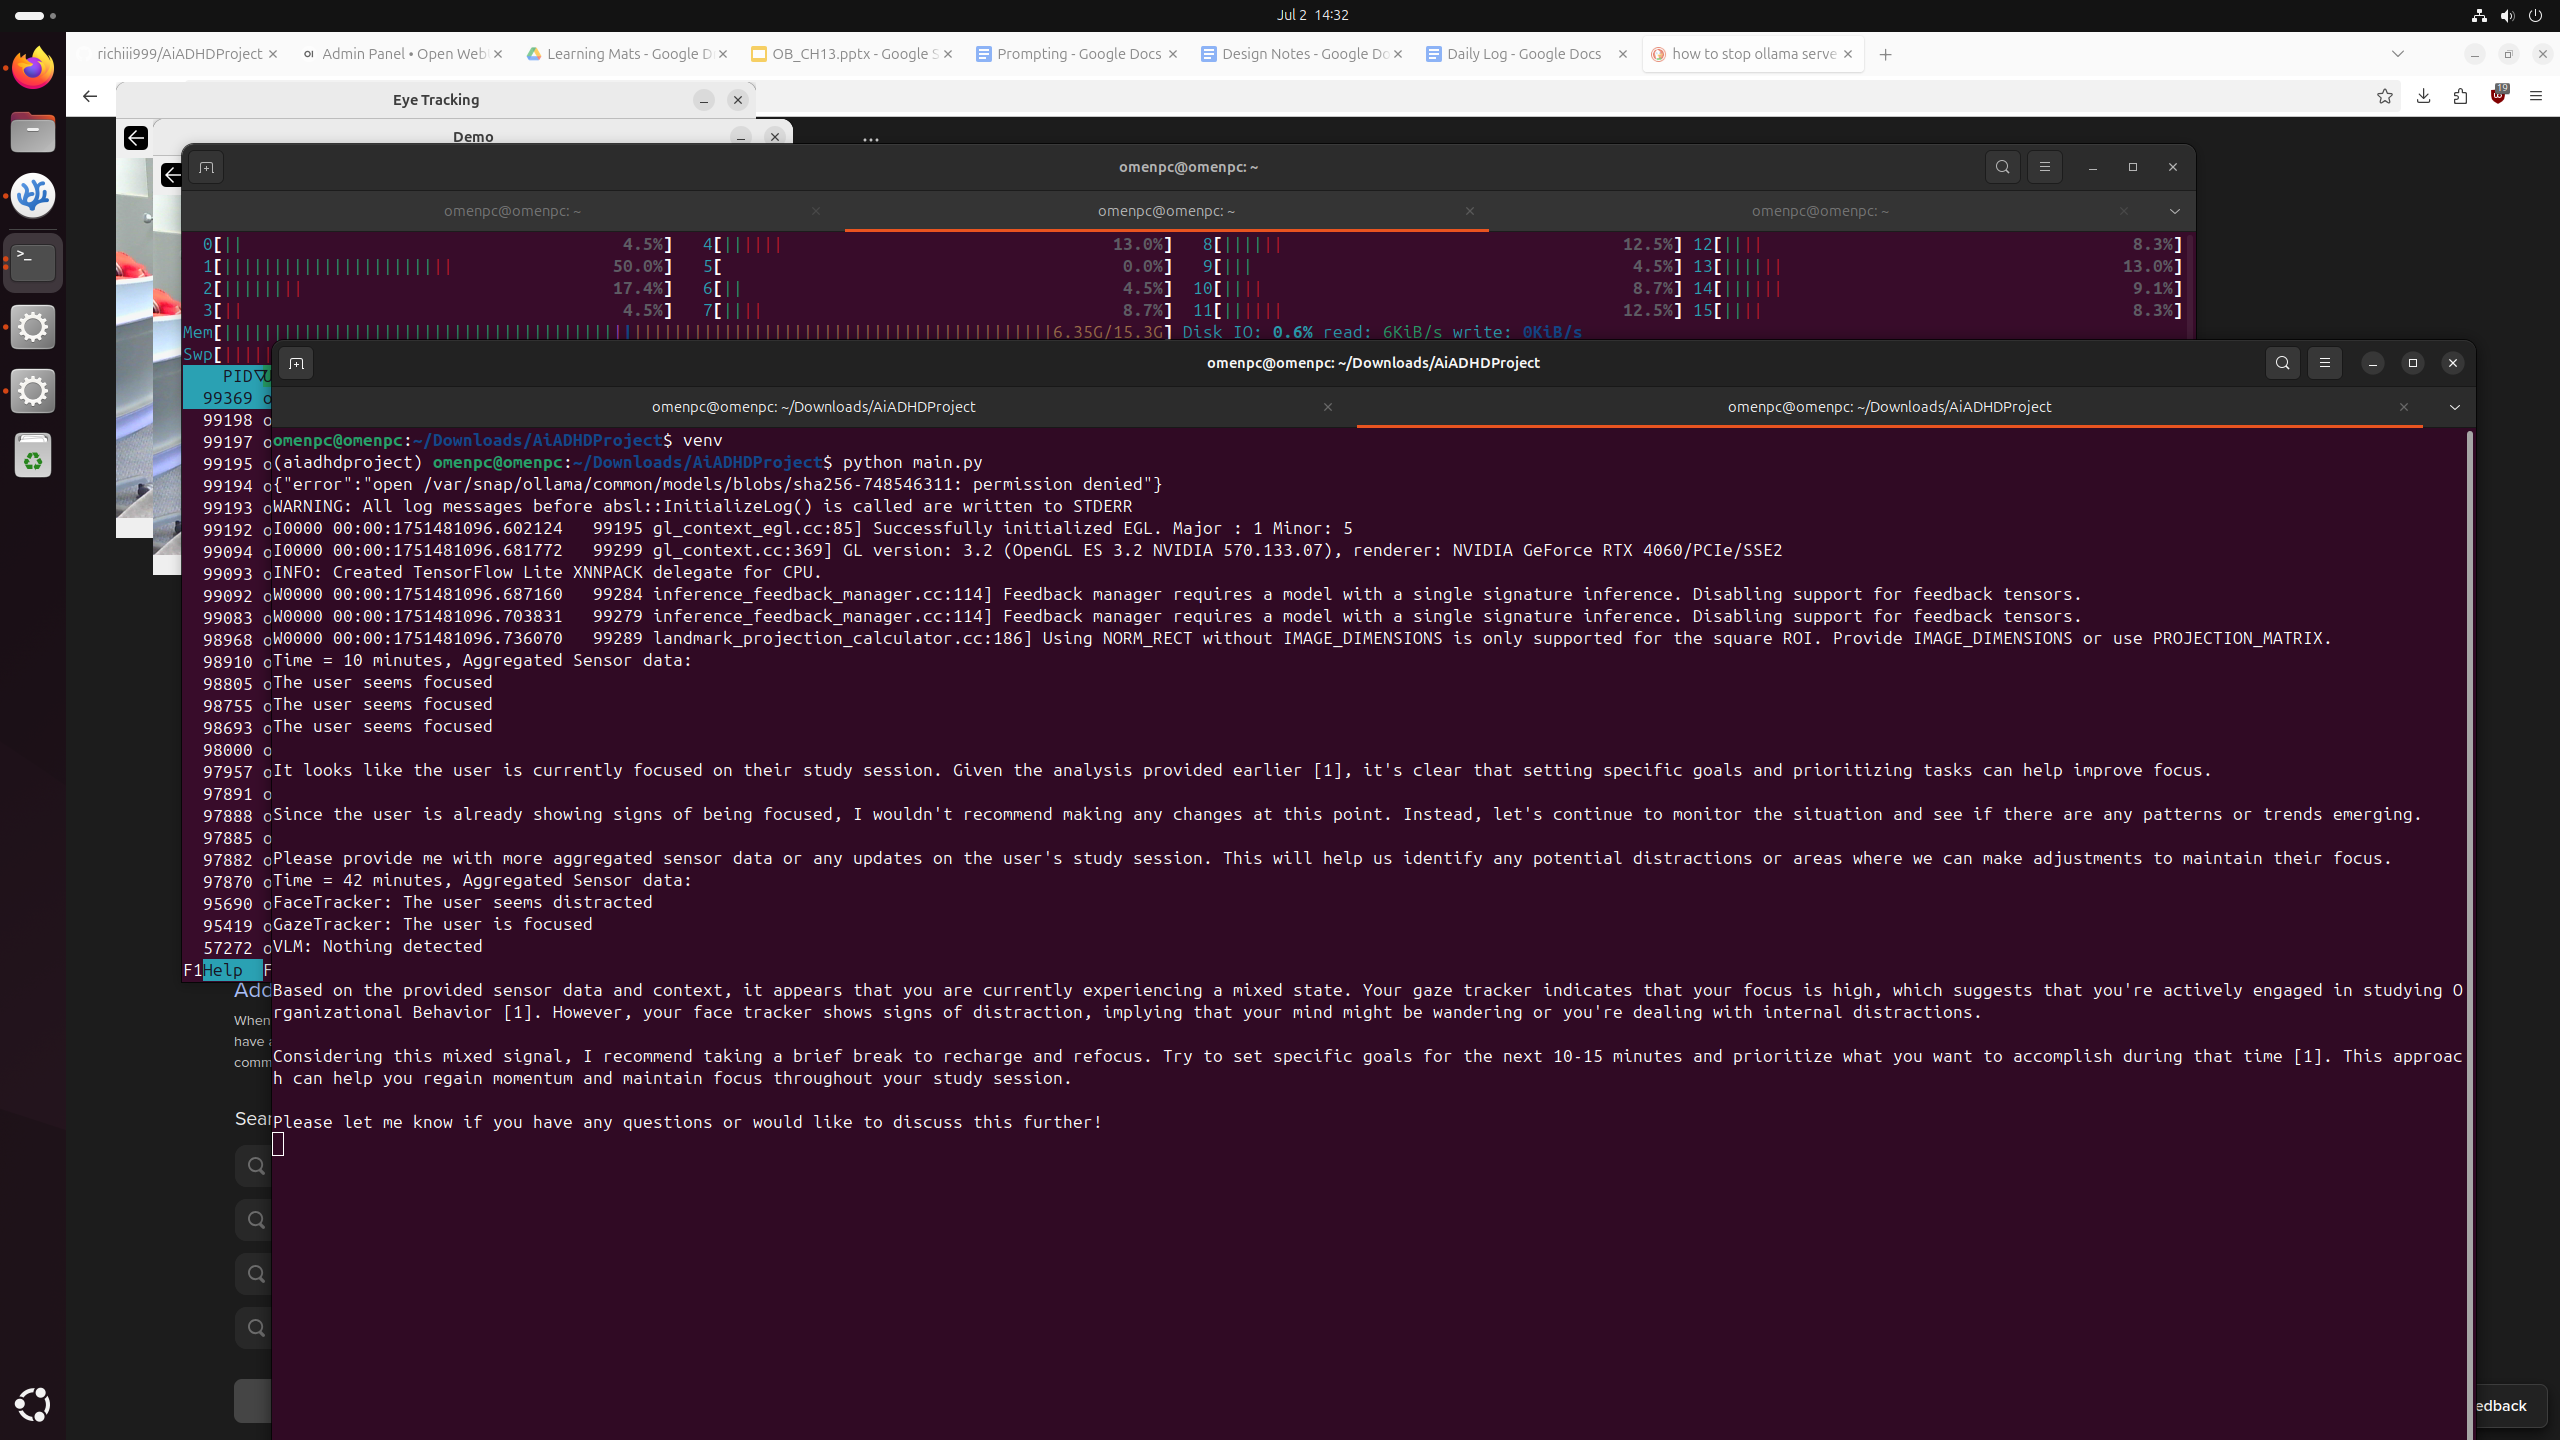 Jul 2 14:32
richiii999/AiADHDProject
Admin Panel • Open Web
Learning Mats - Google D
OB_CH13.pptx - Google S
Prompting - Google Docs
Design Notes - Google Do
Daily Log - Google Docs
how to stop ollama serve
19
Eye Tracking
Demo
omenpc@omenpc: ~
omenpc@omenpc: ~
omenpc@omenpc: ~
omenpc@omenpc: ~
0[|| 4.5%] 4[|||||| 13.0%] 8[|||||| 12.5%] 12[|||| 8.3%]
1[||||||||||||||||||||||| 50.0%] 5[ 0.0%] 9[||| 4.5%] 13[|||||| 13.0%]
2[|||||||| 17.4%] 6[|| 4.5%] 10[|||| 8.7%] 14[|||||| 9.1%]
3[|| 4.5%] 7[|||| 8.7%] 11[|||||| 12.5%] 15[|||| 8.3%]
Mem[ 6.35G/15.3G] Disk IO: 0.6% read: 6KiB/s write: 0KiB/s
Swp[|||||
PID▽U
99369 o
99198 o
99197 o
99195 o
99194 o
99193 o
99192 o
99094 o
99093 o
99092 o
99083 o
98968 o
98910 o
98805 o
98755 o
98693 o
98000 o
97957 o
97891 o
97888 o
97885 o
97882 o
97870 o
95690 o
95419 o
57272 o
F1Help F
omenpc@omenpc: ~/Downloads/AiADHDProject
omenpc@omenpc: ~/Downloads/AiADHDProject
omenpc@omenpc: ~/Downloads/AiADHDProject
omenpc@omenpc:~/Downloads/AiADHDProject$ venv
(aiadhdproject) omenpc@omenpc:~/Downloads/AiADHDProject$ python main.py
{"error":"open /var/snap/ollama/common/models/blobs/sha256-748546311: permission denied"}
WARNING: All log messages before absl::InitializeLog() is called are written to STDERR
I0000 00:00:1751481096.602124 99195 gl_context_egl.cc:85] Successfully initialized EGL. Major : 1 Minor: 5
I0000 00:00:1751481096.681772 99299 gl_context.cc:369] GL version: 3.2 (OpenGL ES 3.2 NVIDIA 570.133.07), renderer: NVIDIA GeForce RTX 4060/PCIe/SSE2
INFO: Created TensorFlow Lite XNNPACK delegate for CPU.
W0000 00:00:1751481096.687160 99284 inference_feedback_manager.cc:114] Feedback manager requires a model with a single signature inference. Disabling support for feedback tensors.
W0000 00:00:1751481096.703831 99279 inference_feedback_manager.cc:114] Feedback manager requires a model with a single signature inference. Disabling support for feedback tensors.
W0000 00:00:1751481096.736070 99289 landmark_projection_calculator.cc:186] Using NORM_RECT without IMAGE_DIMENSIONS is only supported for the square ROI. Provide IMAGE_DIMENSIONS or use PROJECTION_MATRIX.
Time = 10 minutes, Aggregated Sensor data:
The user seems focused
The user seems focused
The user seems focused
It looks like the user is currently focused on their study session. Given the analysis provided earlier [1], it's clear that setting specific goals and prioritizing tasks can help improve focus.
Since the user is already showing signs of being focused, I wouldn't recommend making any changes at this point. Instead, let's continue to monitor the situation and see if there are any patterns or trends emerging.
Please provide me with more aggregated sensor data or any updates on the user's study session. This will help us identify any potential distractions or areas where we can make adjustments to maintain their focus.
Time = 42 minutes, Aggregated Sensor data:
FaceTracker: The user seems distracted
GazeTracker: The user is focused
VLM: Nothing detected
Based on the provided sensor data and context, it appears that you are currently experiencing a mixed state. Your gaze tracker indicates that your focus is high, which suggests that you're actively engaged in studying O
rganizational Behavior [1]. However, your face tracker shows signs of distraction, implying that your mind might be wandering or you're dealing with internal distractions.
Considering this mixed signal, I recommend taking a brief break to recharge and refocus. Try to set specific goals for the next 10-15 minutes and prioritize what you want to accomplish during that time [1]. This approac
h can help you regain momentum and maintain focus throughout your study session.
Please let me know if you have any questions or would like to discuss this further!
Add
When
have a
comm
Sear
edback